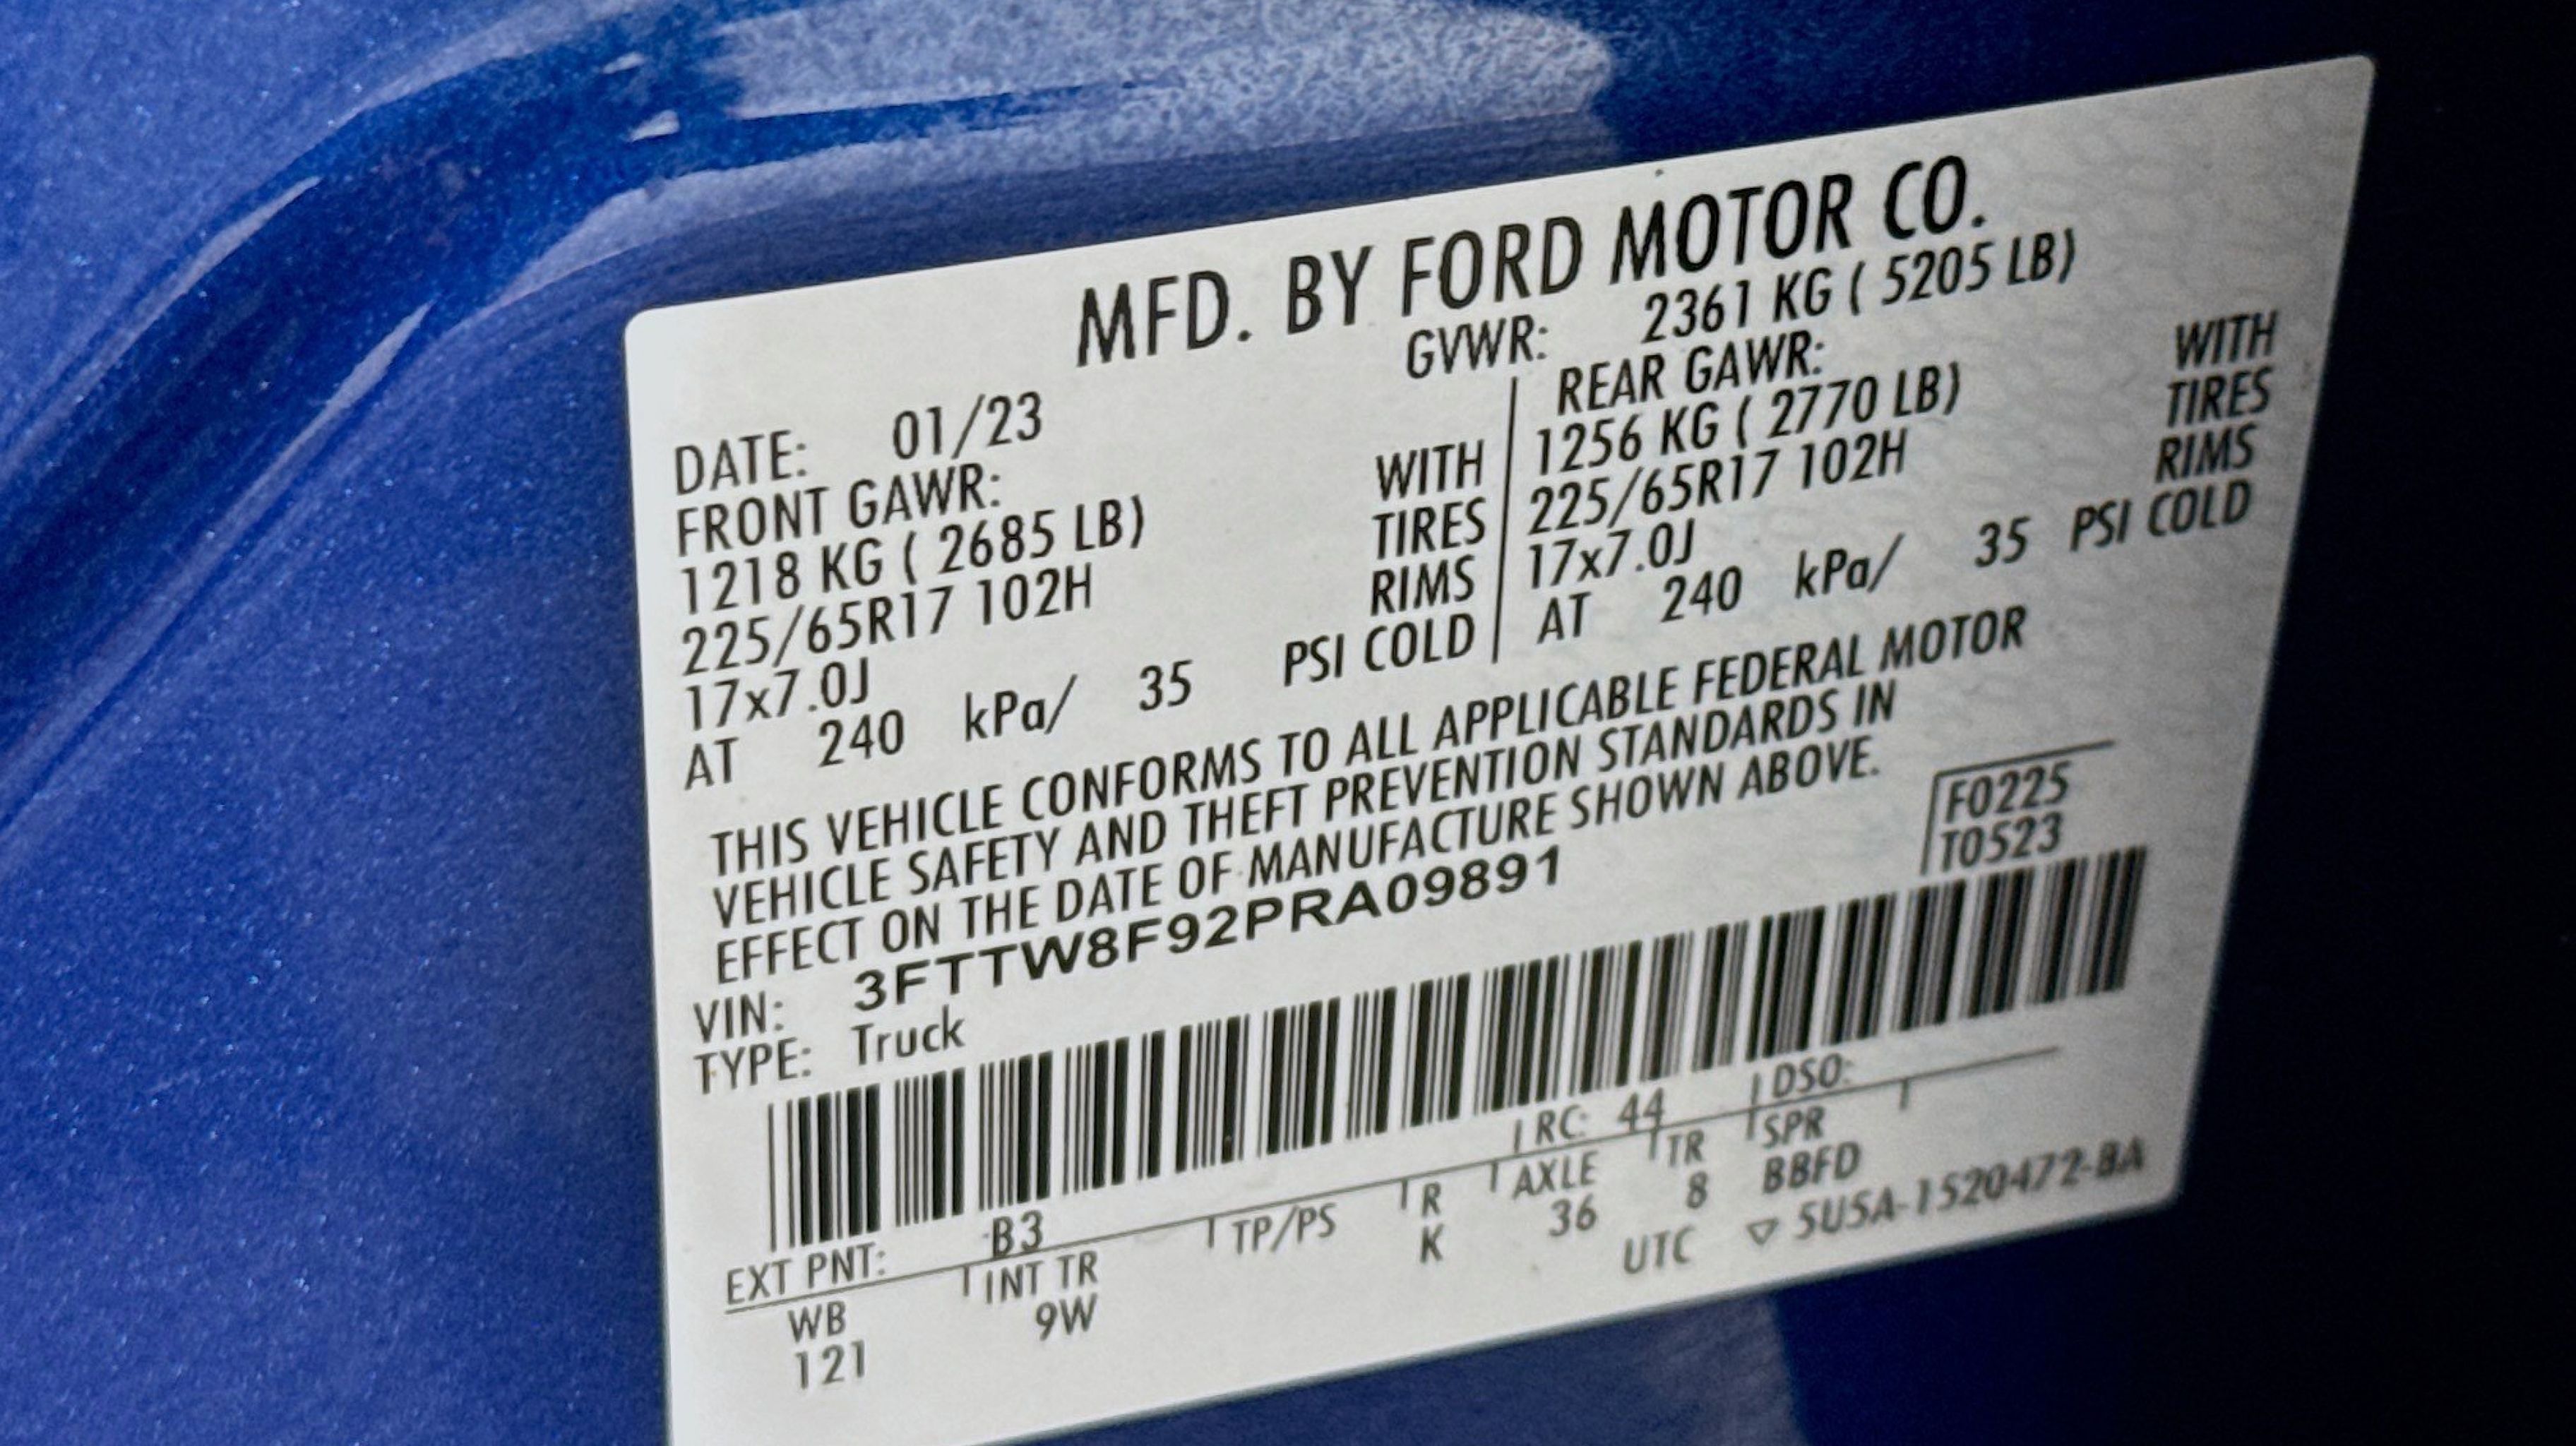 MFD. BY FORD MOTOR CO.
DATE: 01/23 GVWR: 2361 KG ( 5205 LB)
FRONT GAWR: REAR GAWR:
1218 KG ( 2685 LB) WITH 1256 KG ( 2770 LB) WITH
225/65R17 102H TIRES 225/65R17 102H TIRES
17x7.0J RIMS 17x7.0J RIMS
AT 240 kPa/ 35 PSI COLD AT 240 kPa/ 35 PSI COLD
THIS VEHICLE CONFORMS TO ALL APPLICABLE FEDERAL MOTOR
VEHICLE SAFETY AND THEFT PREVENTION STANDARDS IN
EFFECT ON THE DATE OF MANUFACTURE SHOWN ABOVE.
F0225
T0523
VIN: 3FTTW8F92PRA09891
TYPE: Truck
EXT PNT: B3 RC: 44 DSO:
WB INT TR TP/PS R AXLE TR SPR
121 9W K 36 8 BBFD
UTC ▽ 5U5A-1520472-BA